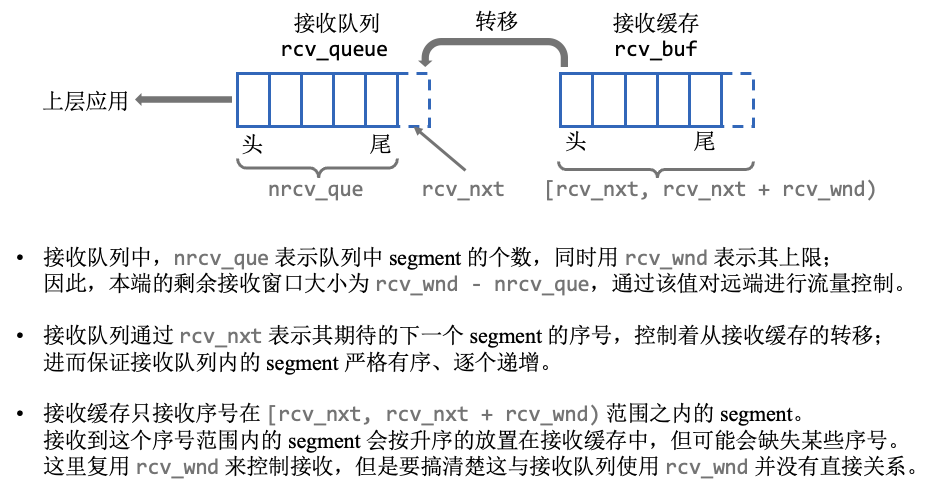 接收队列
rcv_queue
转移
接收缓存
rcv_buf
上层应用
头
尾
头
尾
nrcv_que
rcv_nxt
[rcv_nxt, rcv_nxt + rcv_wnd)
• 接收队列中，nrcv_que 表示队列中 segment 的个数，同时用 rcv_wnd 表示其上限；
因此，本端的剩余接收窗口大小为 rcv_wnd - nrcv_que，通过该值对远端进行流量控制。
• 接收队列通过 rcv_nxt 表示其期待的下一个 segment 的序号，控制着从接收缓存的转移；
进而保证接收队列内的 segment 严格有序、逐个递增。
• 接收缓存只接收序号在 [rcv_nxt, rcv_nxt + rcv_wnd) 范围之内的 segment。
接收到这个序号范围内的 segment 会按升序的放置在接收缓存中，但可能会缺失某些序号。
这里复用 rcv_wnd 来控制接收，但是要搞清楚这与接收队列使用 rcv_wnd 并没有直接关系。